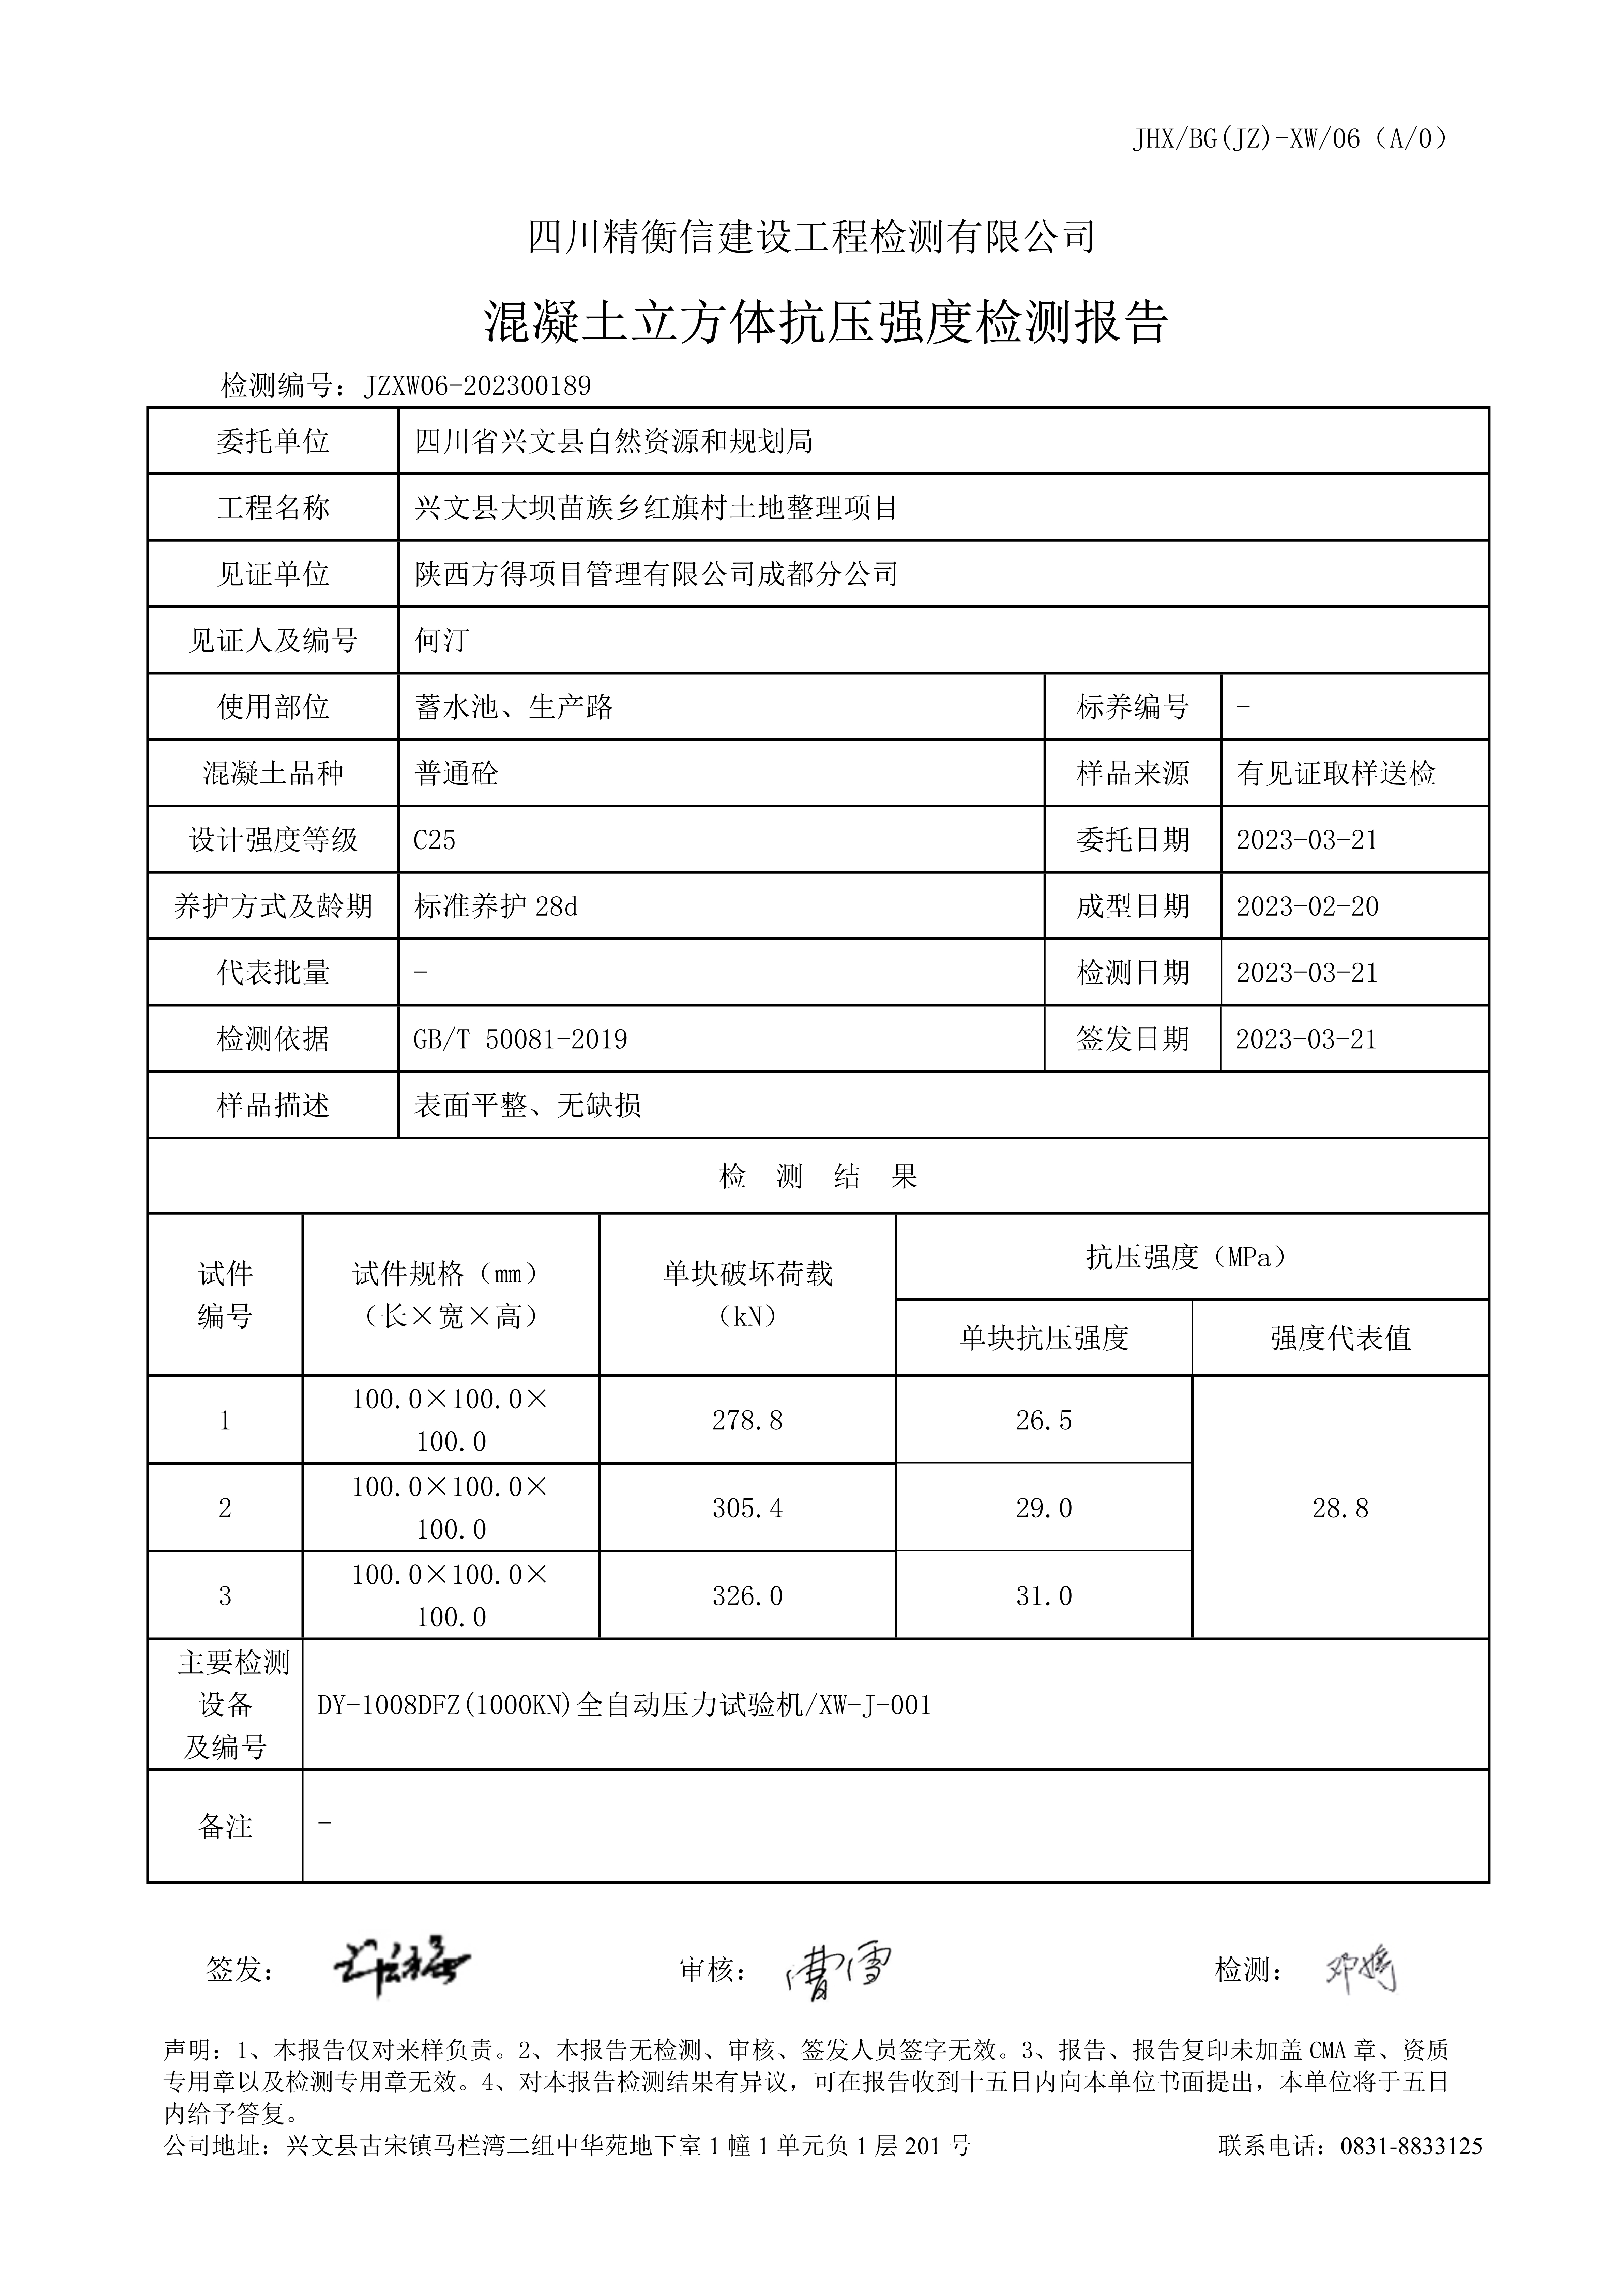 JHX/BG(JZ)-XW/06（A/0）
四川精衡信建设工程检测有限公司
混凝土立方体抗压强度检测报告
检测编号：JZXW06-202300189
委托单位 四川省兴文县自然资源和规划局
工程名称 兴文县大坝苗族乡红旗村土地整理项目
见证单位 陕西方得项目管理有限公司成都分公司
见证人及编号 何汀
使用部位 蓄水池、生产路 标养编号 -
混凝土品种 普通砼 样品来源 有见证取样送检
设计强度等级 C25 委托日期 2023-03-21
养护方式及龄期 标准养护 28d 成型日期 2023-02-20
代表批量 - 检测日期 2023-03-21
检测依据 GB/T 50081-2019 签发日期 2023-03-21
样品描述 表面平整、无缺损
检 测 结 果
试件
编号
试件规格（mm）
（长×宽×高）
单块破坏荷载
（kN）
抗压强度（MPa）
单块抗压强度 强度代表值
1 100.0×100.0×
100.0 278.8 26.5
2 100.0×100.0×
100.0 305.4 29.0 28.8
3 100.0×100.0×
100.0 326.0 31.0
主要检测
设备
及编号
DY-1008DFZ(1000KN)全自动压力试验机/XW-J-001
备注 -
签发： 审核：曹雪 检测：
声明：1、本报告仅对来样负责。2、本报告无检测、审核、签发人员签字无效。3、报告、报告复印未加盖 CMA 章、资质
专用章以及检测专用章无效。4、对本报告检测结果有异议，可在报告收到十五日内向本单位书面提出，本单位将于五日
内给予答复。
公司地址：兴文县古宋镇马栏湾二组中华苑地下室 1 幢 1 单元负 1 层 201 号 联系电话：0831-8833125